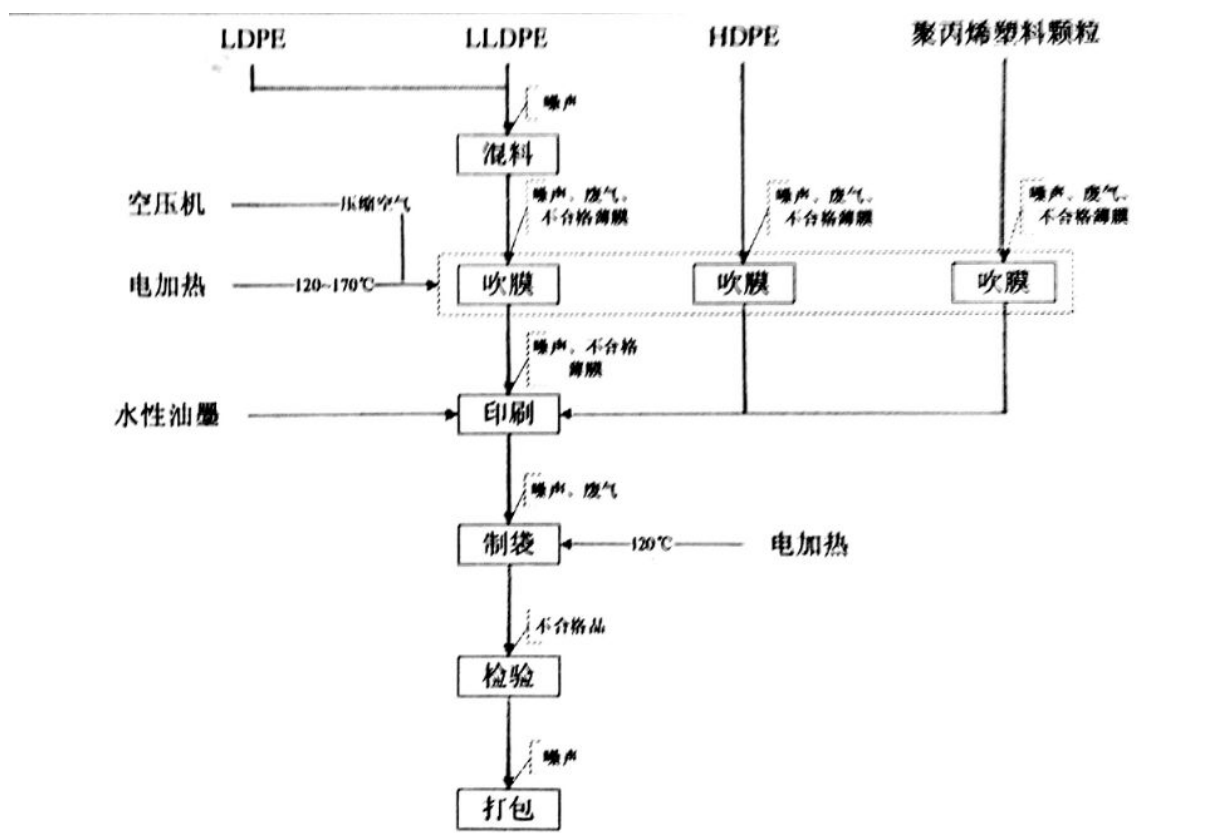 LDPE
LLDPE
HDPE
聚丙烯塑料颗粒
噪声
混料
空压机
压缩空气
噪声、废气、
不合格薄膜
噪声、废气、
不合格薄膜
噪声、废气、
不合格薄膜
电加热
120~170℃
吹膜
吹膜
吹膜
噪声、不合格
薄膜
水性油墨
印刷
噪声、废气
制袋
120℃
电加热
不合格品
检验
噪声
打包